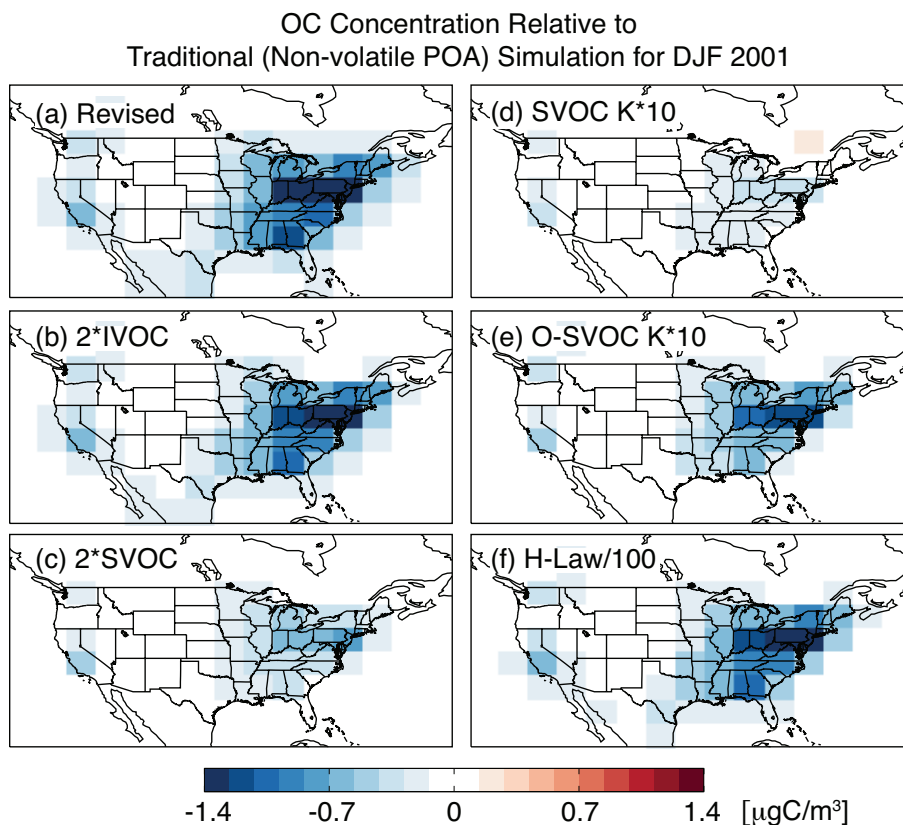 OC Concentration Relative to
Traditional (Non-volatile POA) Simulation for DJF 2001
(a) Revised
(d) SVOC K*10
(b) 2*IVOC
(e) O-SVOC K*10
(c) 2*SVOC
(f) H-Law/100
-1.4 -0.7 0 0.7 1.4 [μgC/m³]